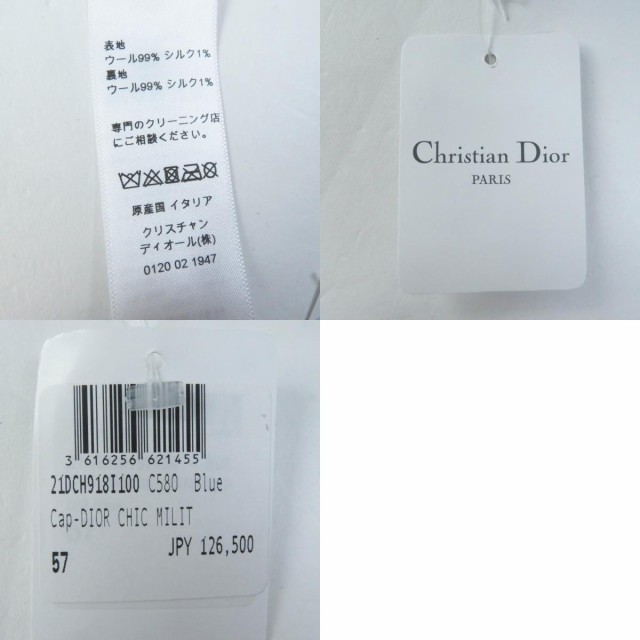 表地
ウール99% シルク1%
裏地
ウール99% シルク1%
専門のクリーニング店
にご相談ください。
原産国 イタリア
クリスチャン
ディオール(株)
0120 02 1947
Christian Dior
PARIS
3 616256 621455
21DCH918I100 C580 Blue
Cap-DIOR CHIC MILIT
JPY 126,500
57